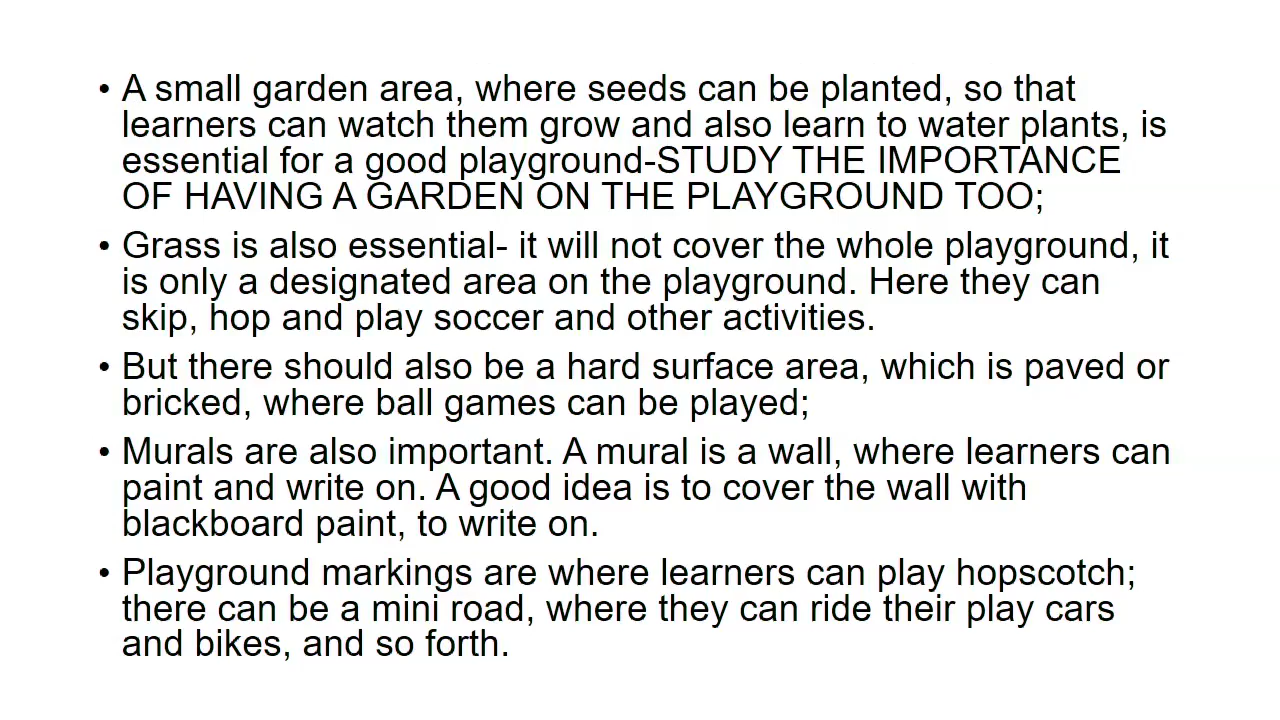 • A small garden area, where seeds can be planted, so that
learners can watch them grow and also learn to water plants, is
essential for a good playground-STUDY THE IMPORTANCE
OF HAVING A GARDEN ON THE PLAYGROUND TOO;
• Grass is also essential- it will not cover the whole playground, it
is only a designated area on the playground. Here they can
skip, hop and play soccer and other activities.
• But there should also be a hard surface area, which is paved or
bricked, where ball games can be played;
• Murals are also important. A mural is a wall, where learners can
paint and write on. A good idea is to cover the wall with
blackboard paint, to write on.
• Playground markings are where learners can play hopscotch;
there can be a mini road, where they can ride their play cars
and bikes, and so forth.